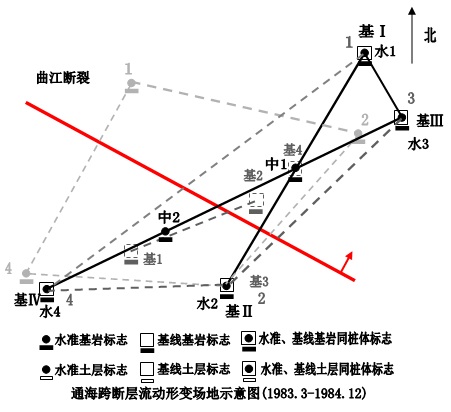 基Ⅰ
1
水1
北
曲江断裂
1
3
基Ⅲ
2
水3
基4
中1
基2
中2
基1
4
基Ⅳ
4
水4
基3
水2
2
基Ⅱ
水准基岩标志 基线基岩标志 水准、基线基岩同桩体标志
水准土层标志 基线土层标志 水准、基线土层同桩体标志
通海跨断层流动形变场地示意图(1983.3-1984.12)